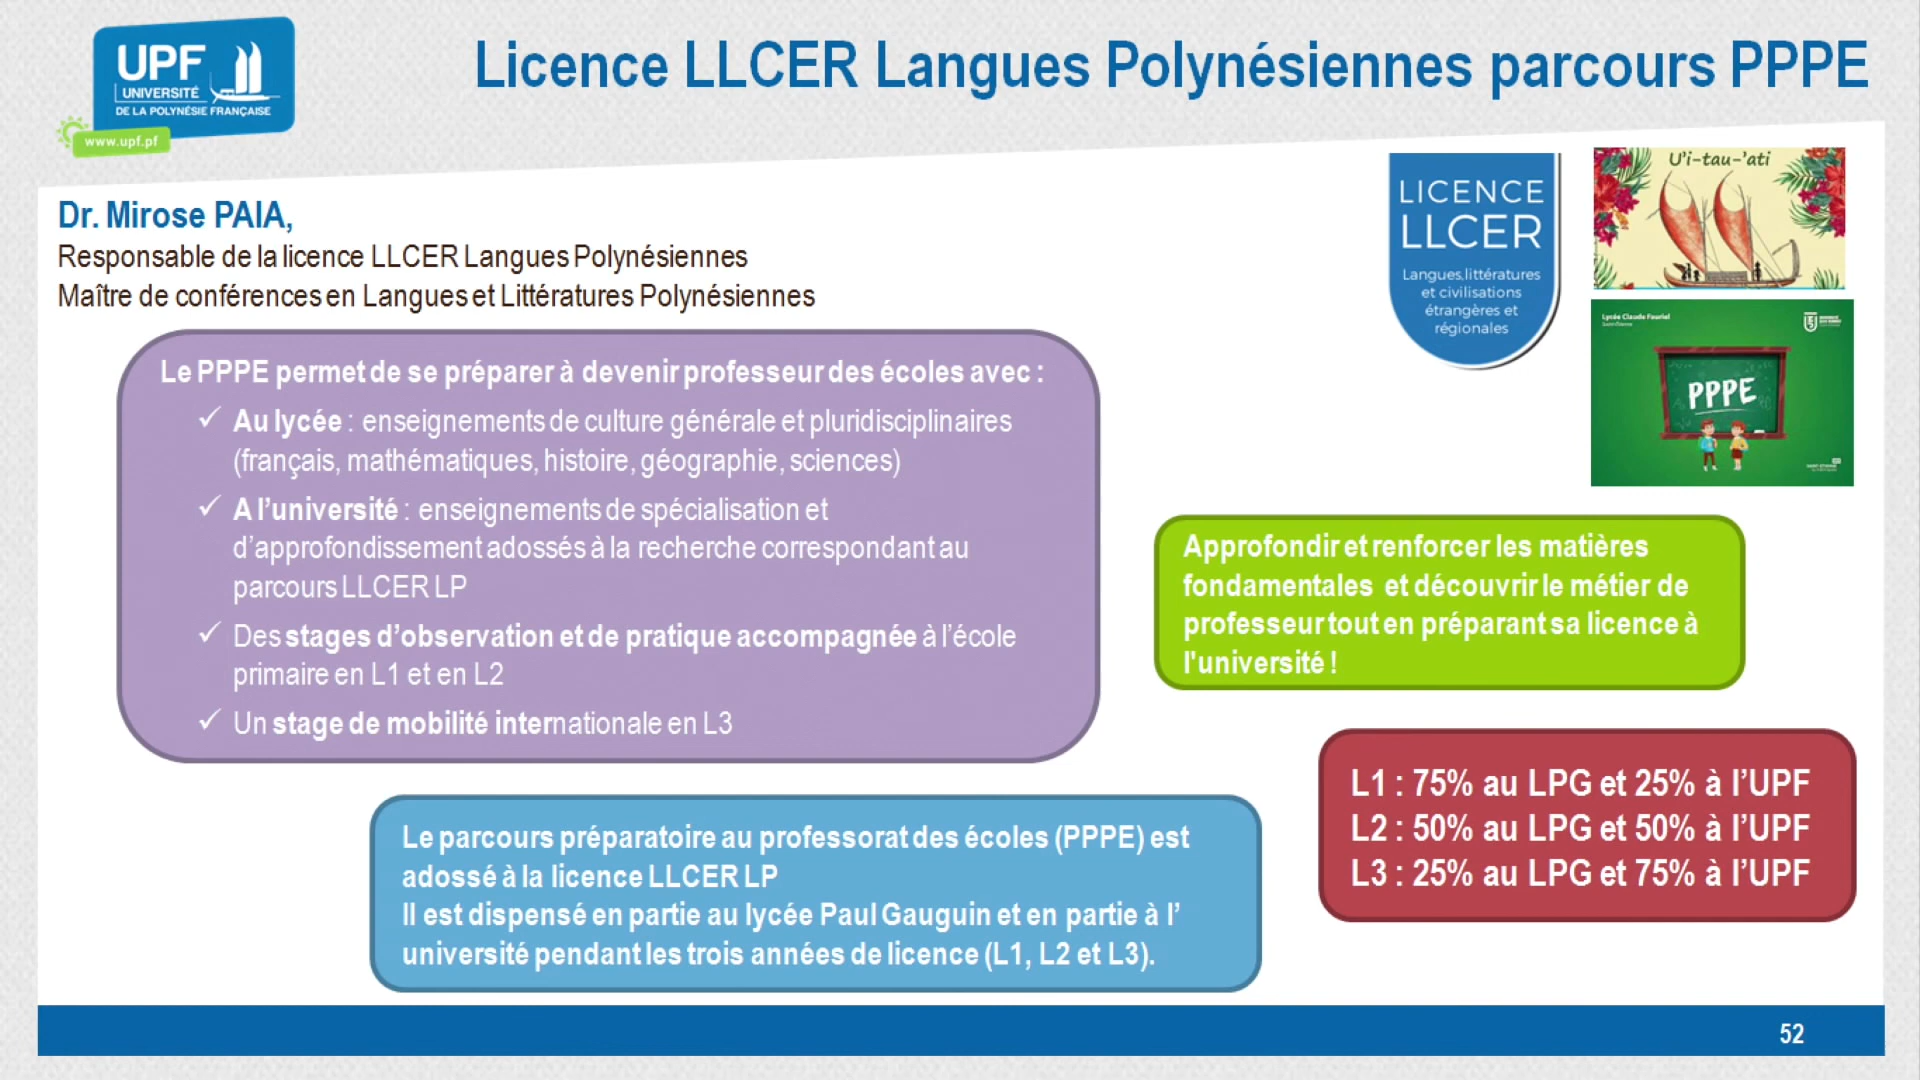 UPF
UNIVERSITÉ
DE LA POLYNÉSIE FRANÇAISE
www.upf.pf
Licence LLCER Langues Polynésiennes parcours PPPE
Dr. Mirose PAIA,
Responsable de la licence LLCER Langues Polynésiennes
Maître de conférences en Langues et Littératures Polynésiennes
LICENCE
LLCER
Langues,littératures
et civilisations
étrangères et
régionales
U'i-tau-'ati
Lycée Claude Fauriel
PPPE
Le PPPE permet de se préparer à devenir professeur des écoles avec :
✓ Au lycée : enseignements de culture générale et pluridisciplinaires
(français, mathématiques, histoire, géographie, sciences)
✓ A l’université : enseignements de spécialisation et
d’approfondissement adossés à la recherche correspondant au
parcours LLCER LP
✓ Des stages d’observation et de pratique accompagnée à l’école
primaire en L1 et en L2
✓ Un stage de mobilité internationale en L3
Approfondir et renforcer les matières
fondamentales et découvrir le métier de
professeur tout en préparant sa licence à
l'université !
L1 : 75% au LPG et 25% à l’UPF
L2 : 50% au LPG et 50% à l’UPF
L3 : 25% au LPG et 75% à l’UPF
Le parcours préparatoire au professorat des écoles (PPPE) est
adossé à la licence LLCER LP
Il est dispensé en partie au lycée Paul Gauguin et en partie à l’
université pendant les trois années de licence (L1, L2 et L3).
52